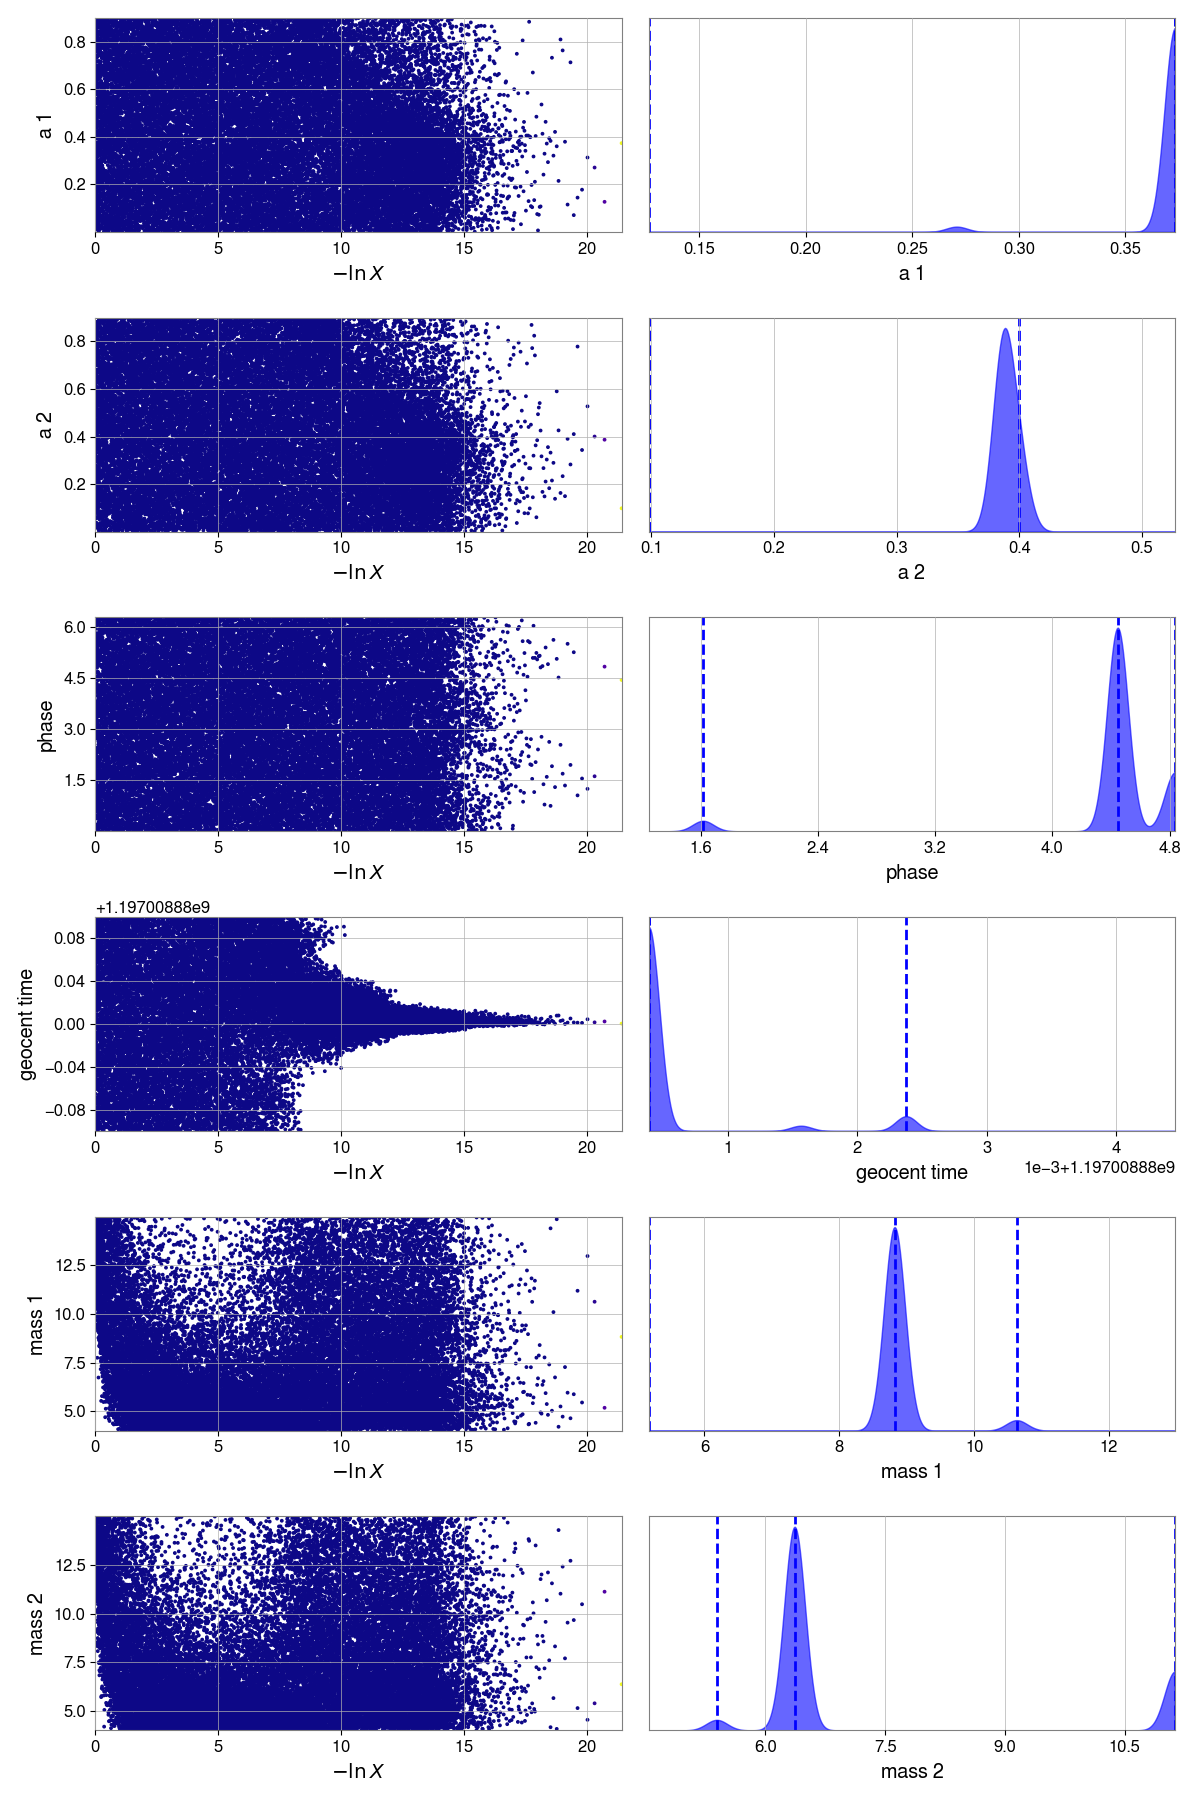 0.8
0.6
0.4
0.2
a 1
0 5 10 15 20
−ln X
0.15 0.20 0.25 0.30 0.35
a 1
0.8
0.6
0.4
0.2
a 2
0 5 10 15 20
−ln X
0.1 0.2 0.3 0.4 0.5
a 2
6.0
4.5
3.0
1.5
phase
0 5 10 15 20
−ln X
1.6 2.4 3.2 4.0 4.8
phase
+1.19700888e9
0.08
0.04
0.00
−0.04
−0.08
geocent time
0 5 10 15 20
−ln X
1 2 3 4
geocent time
1e−3+1.19700888e9
12.5
10.0
7.5
5.0
mass 1
0 5 10 15 20
−ln X
6 8 10 12
mass 1
12.5
10.0
7.5
5.0
mass 2
0 5 10 15 20
−ln X
6.0 7.5 9.0 10.5
mass 2